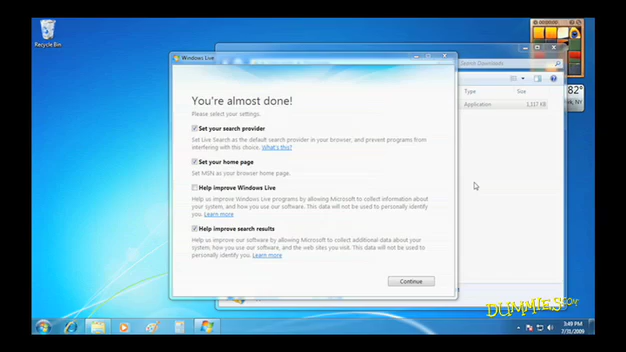 Recycle Bin
Windows Live
Search Downloads
You're almost done!
Type
Size
Please select your settings.
Application
1,117 KB
82°
NY
Set your search provider
Set Live Search as the default search provider in your browser, and prevent programs from
interfering with this choice. What's this?
Set your home page
Set MSN as your browser home page.
Help improve Windows Live
Help us improve Windows Live programs by allowing Microsoft to collect information about
your system, and how you use our software. This data will not be used to personally identify
you. Learn more
Help improve search results
Help us improve our software by allowing Microsoft to collect additional data about your
system, how you use our software, and the web sites you visit. This data will not be used to
personally identify you. Learn more
Continue
DUMMIES.COM
3:48 PM
7/31/2009